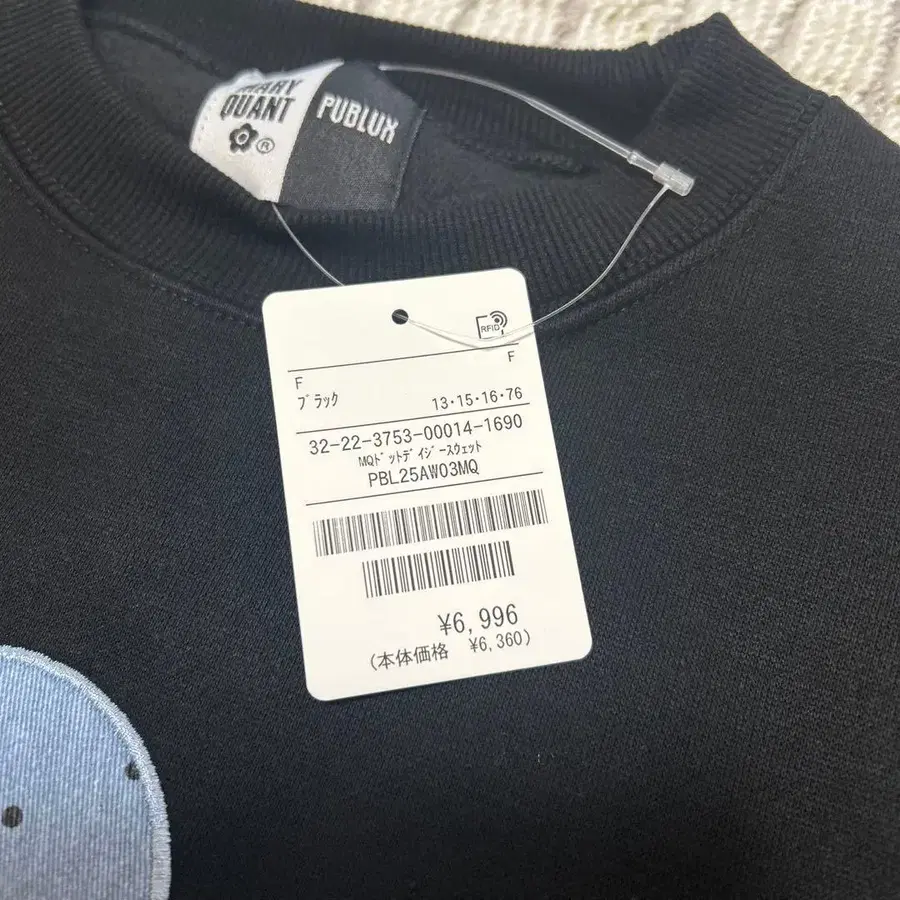 MARY
QUANT
®
PUBLUX
RFID
F
F
ブラック
13・15・16・76
32-22-3753-00014-1690
MQドットデイジースウェット
PBL25AW03MQ
¥6,996
(本体価格 ¥6,360)